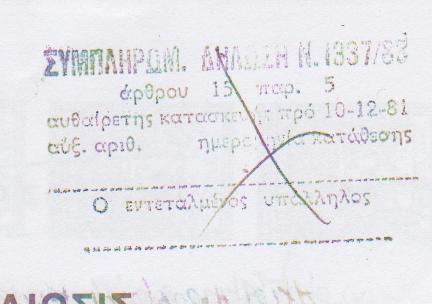 ΣΥΜΠΛΗΡΩΜ. ΔΗΛΩΣΗ Ν.1337/83
άρθρου 15 παρ. 5
αυθαίρετης κατασκευής πρό 10-12-81
αύξ. αριθ. ημερομηνία κατάθεσης
Ο εντεταλμένος υπάλληλος
ΑΙΩΣΙΣ